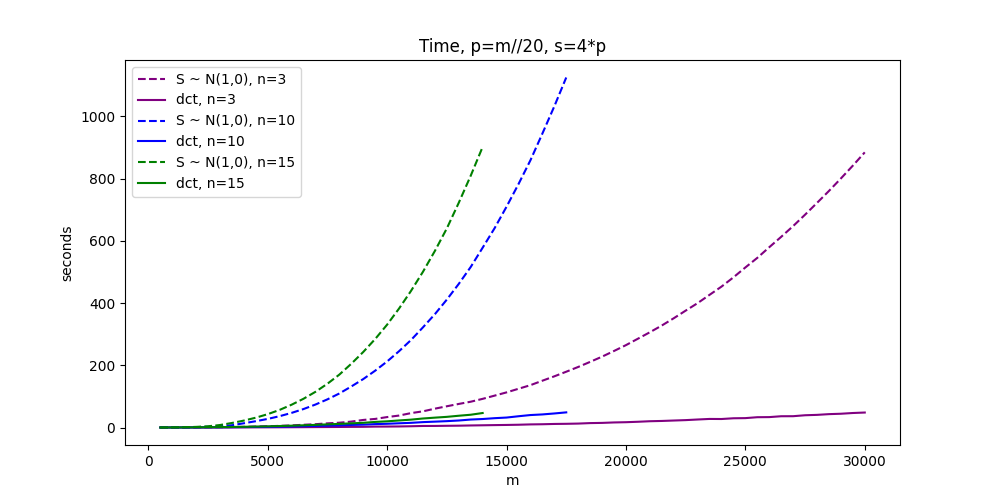 Time, p=m//20, s=4*p
S ~ N(1,0), n=3
dct, n=3
S ~ N(1,0), n=10
dct, n=10
S ~ N(1,0), n=15
dct, n=15
1000
800
600
400
200
0
seconds
0 5000 10000 15000 20000 25000 30000
m